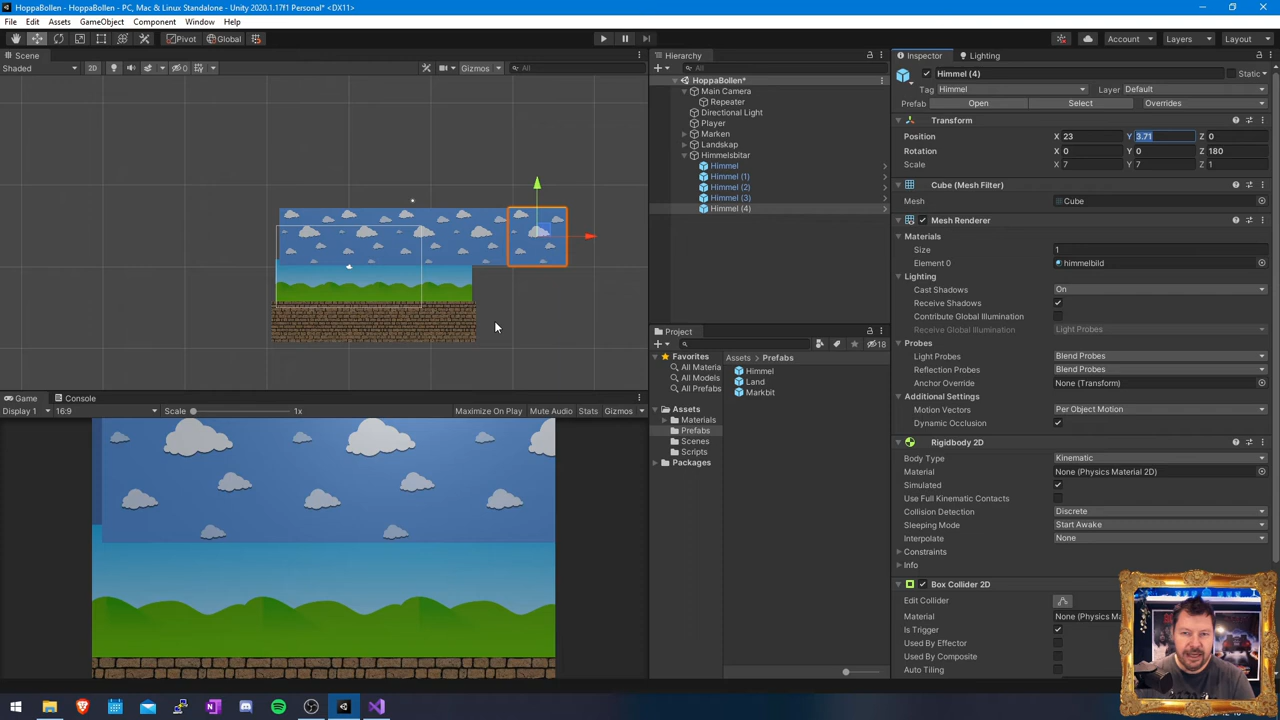 HoppaBollen - HoppaBollen - PC, Mac & Linux Standalone - Unity 2020.1.17f1 Personal* <DX11>
File Edit Assets GameObject Component Window Help
Pivot Global Account Layers Layout
Scene
Shaded 2D 0 Gizmos All
Hierarchy
All
HoppaBollen*
Main Camera
Repeater
Directional Light
Player
Marken
Landskap
Himmelsbitar
Himmel
Himmel (1)
Himmel (2)
Himmel (3)
Himmel (4)
Project
18
Favorites
All Materia
All Models
All Prefabs
Assets
Materials
Prefabs
Scenes
Scripts
Packages
Assets Prefabs
Himmel
Land
Markbit
Game Console
Display 1 16:9 Scale 1x Maximize On Play Mute Audio Stats Gizmos
Inspector Lighting
Himmel (4) Static
Tag Himmel Layer Default
Prefab Open Select Overrides
Transform
Position X 23 Y 3.71 Z 0
Rotation X 0 Y 0 Z 180
Scale X 7 Y 7 Z 1
Cube (Mesh Filter)
Mesh Cube
Mesh Renderer
Materials
Size 1
Element 0 himmelbild
Lighting
Cast Shadows On
Receive Shadows
Contribute Global Illumination
Receive Global Illumination Light Probes
Probes
Light Probes Blend Probes
Reflection Probes Blend Probes
Anchor Override None (Transform)
Additional Settings
Motion Vectors Per Object Motion
Dynamic Occlusion
Rigidbody 2D
Body Type Kinematic
Material None (Physics Material 2D)
Simulated
Use Full Kinematic Contacts
Collision Detection Discrete
Sleeping Mode Start Awake
Interpolate None
Constraints
Info
Box Collider 2D
Edit Collider
Material None (Physics Ma
Is Trigger
Used By Effector
Used By Composite
Auto Tiling